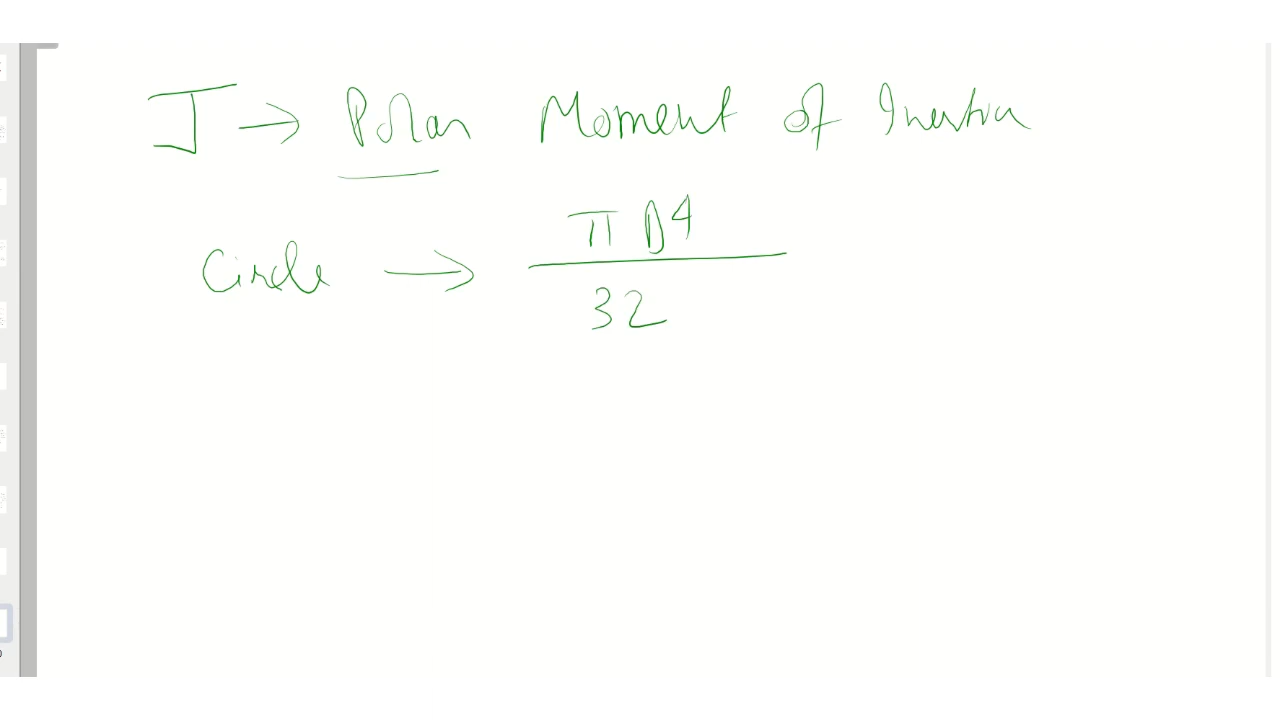 J → Polar Moment of Inertia
Circle → πD⁴
32